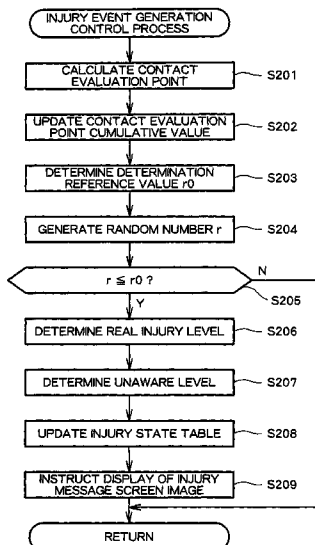 INJURY EVENT GENERATION
CONTROL PROCESS
CALCULATE CONTACT
EVALUATION POINT
S201
UPDATE CONTACT EVALUATION
POINT CUMULATIVE VALUE
S202
DETERMINE DETERMINATION
REFERENCE VALUE r0
S203
GENERATE RANDOM NUMBER r
S204
r ≦ r0 ?
N
S205
Y
DETERMINE REAL INJURY LEVEL
S206
DETERMINE UNAWARE LEVEL
S207
UPDATE INJURY STATE TABLE
S208
INSTRUCT DISPLAY OF INJURY
MESSAGE SCREEN IMAGE
S209
RETURN